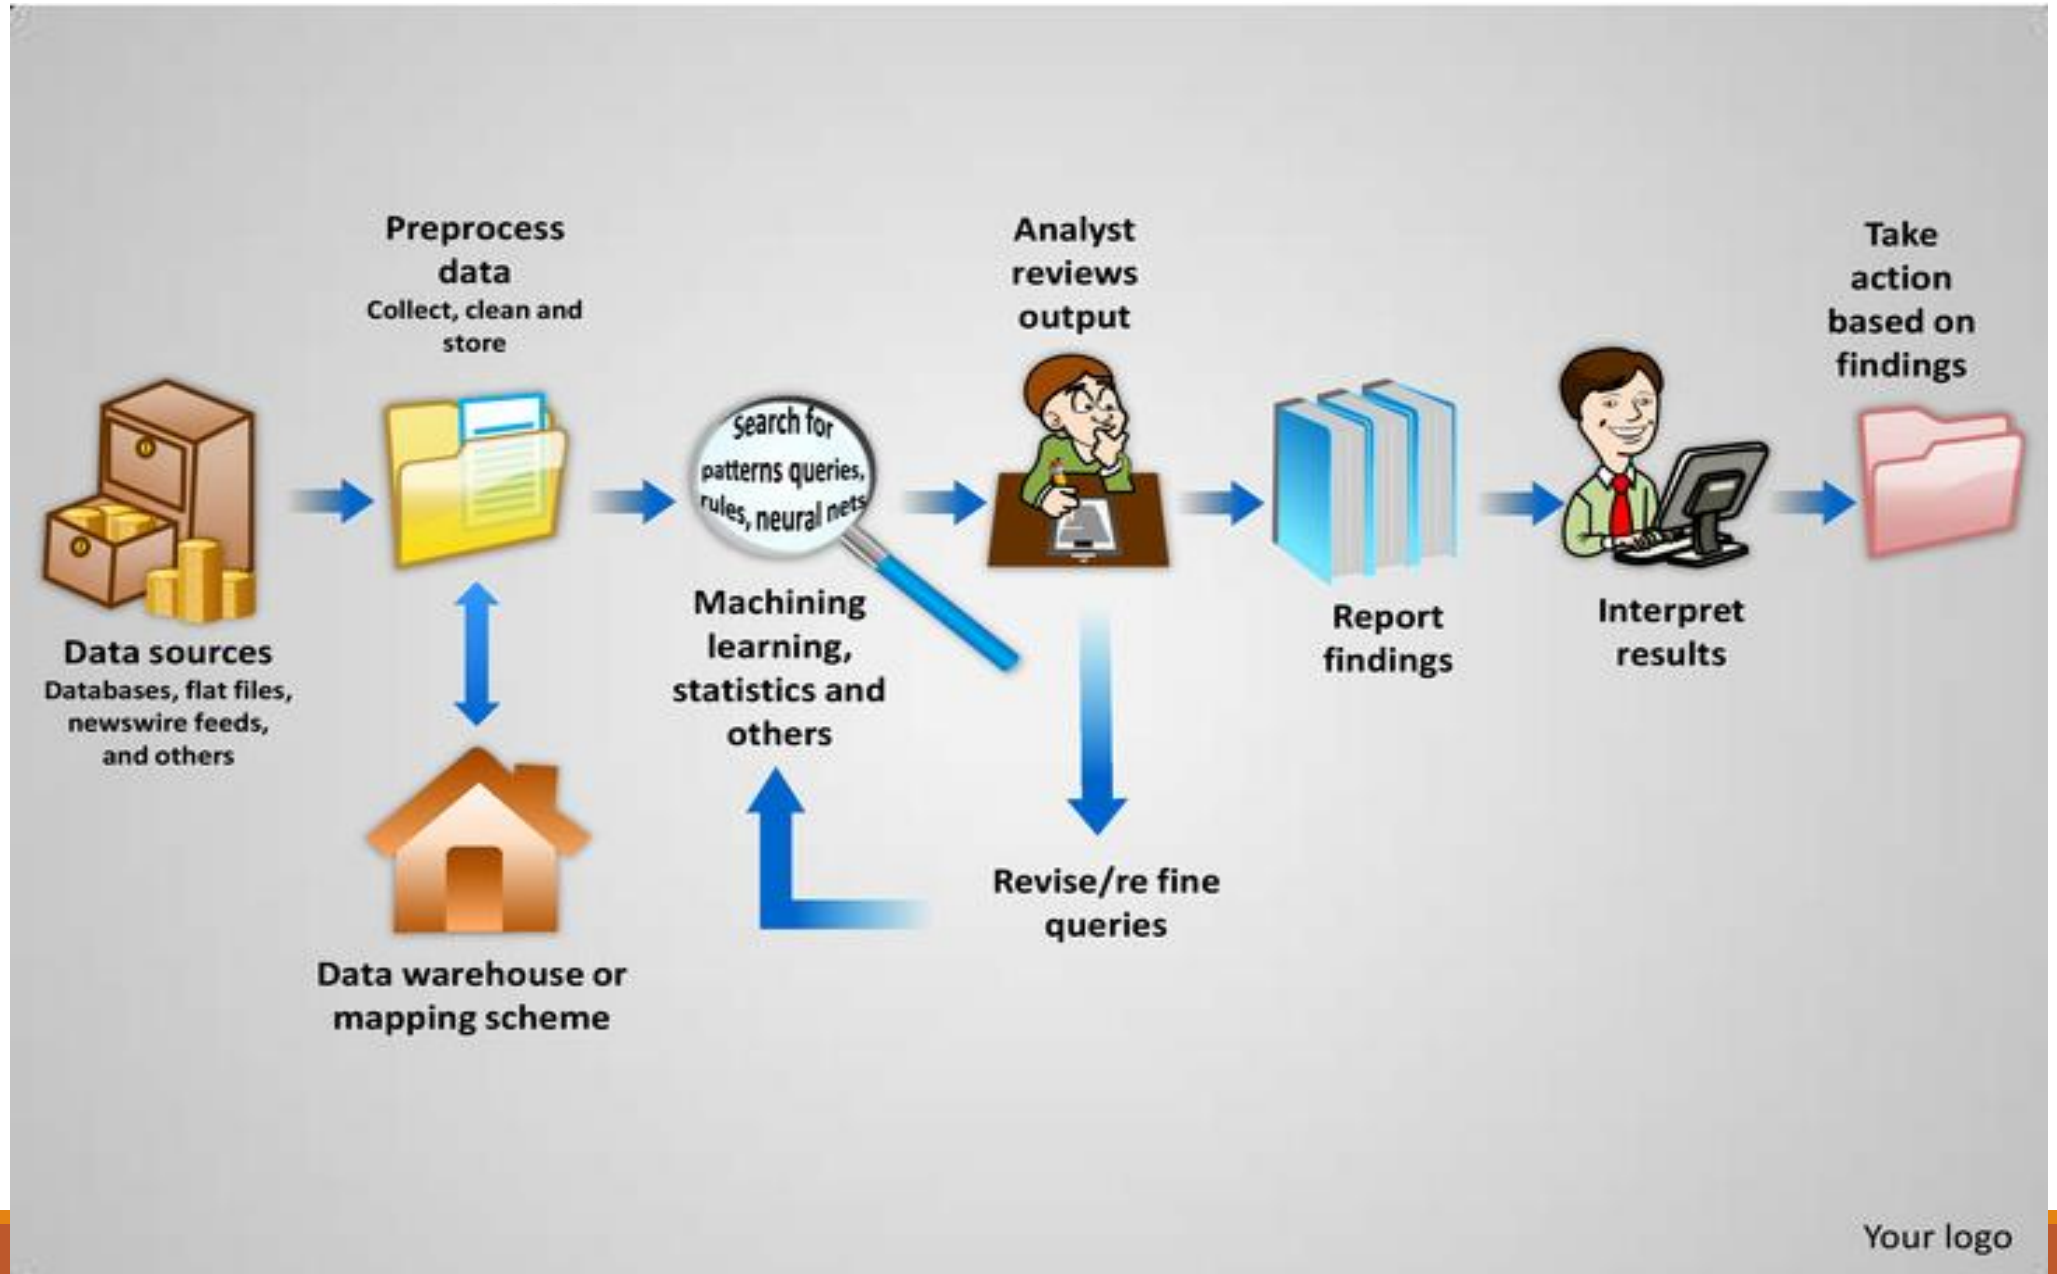 Data sources
Databases, flat files,
newswire feeds,
and others
Preprocess
data
Collect, clean and
store
Data warehouse or
mapping scheme
Search for
patterns queries,
rules, neural nets
Machining
learning,
statistics and
others
Analyst
reviews
output
Revise/re fine
queries
Report
findings
Interpret
results
Take
action
based on
findings
Your logo